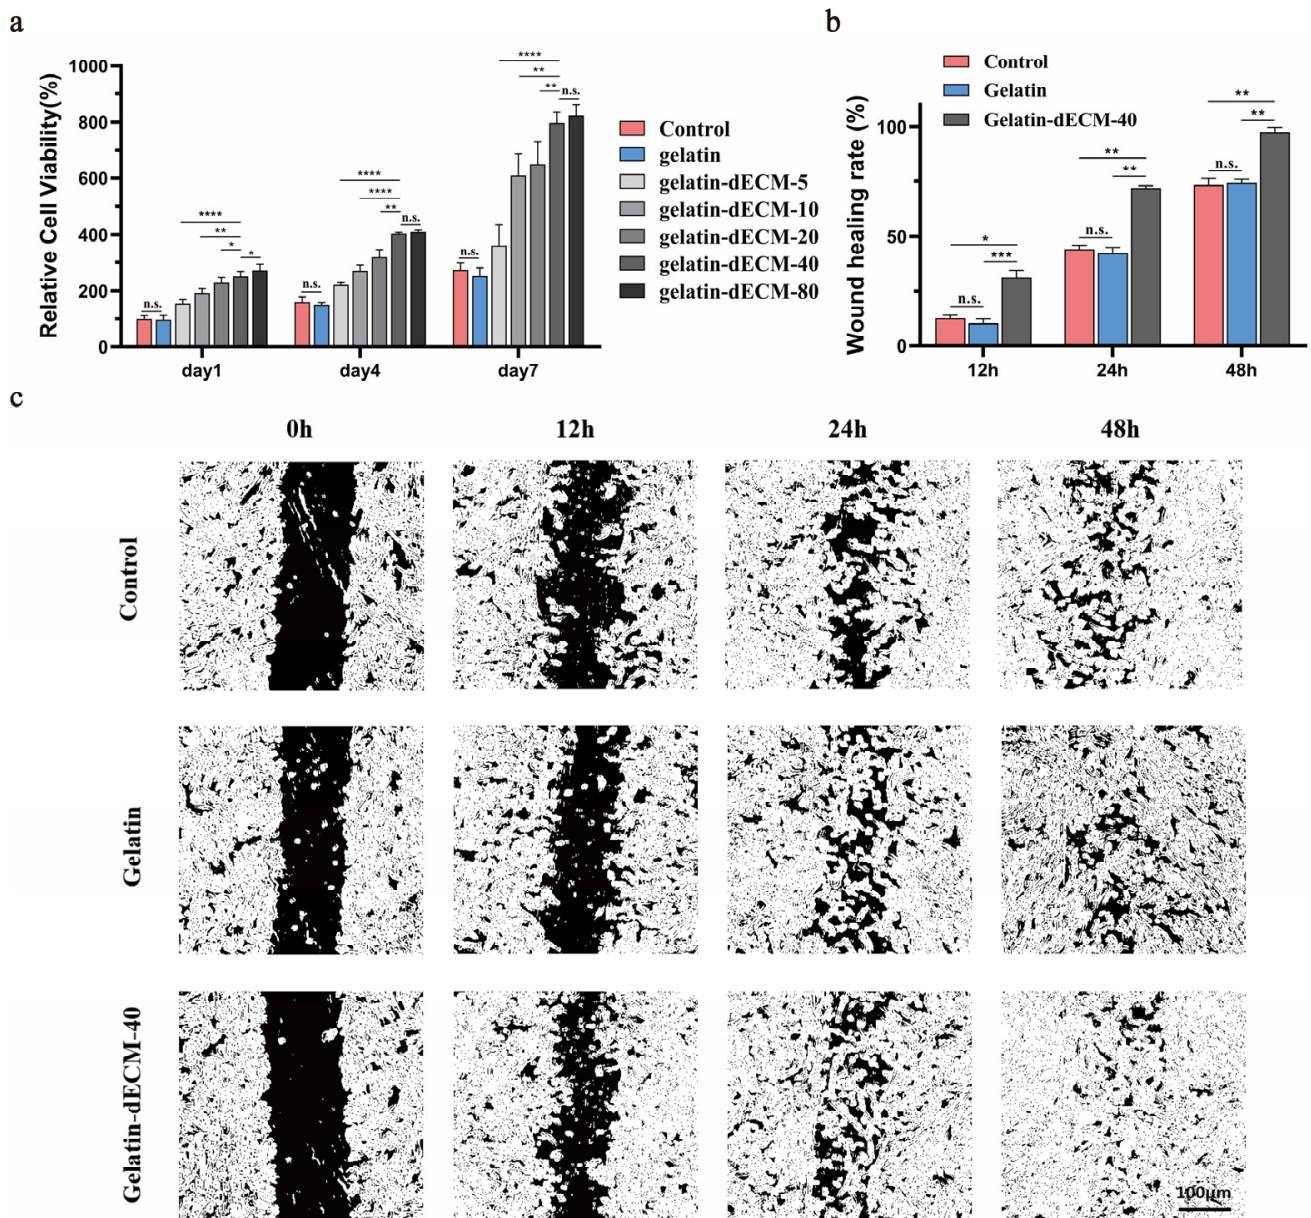 a
Relative Cell Viability(%)
1000
800
600
400
200
0
n.s.
****
**
*
*
n.s.
****
****
**
n.s.
n.s.
****
**
**
n.s.
day1
day4
day7
Control
gelatin
gelatin-dECM-5
gelatin-dECM-10
gelatin-dECM-20
gelatin-dECM-40
gelatin-dECM-80
b
Wound healing rate (%)
100
50
0
Control
Gelatin
Gelatin-dECM-40
*
***
n.s.
**
**
n.s.
**
**
n.s.
12h
24h
48h
c
0h
12h
24h
48h
Control
Gelatin
Gelatin-dECM-40
100μm